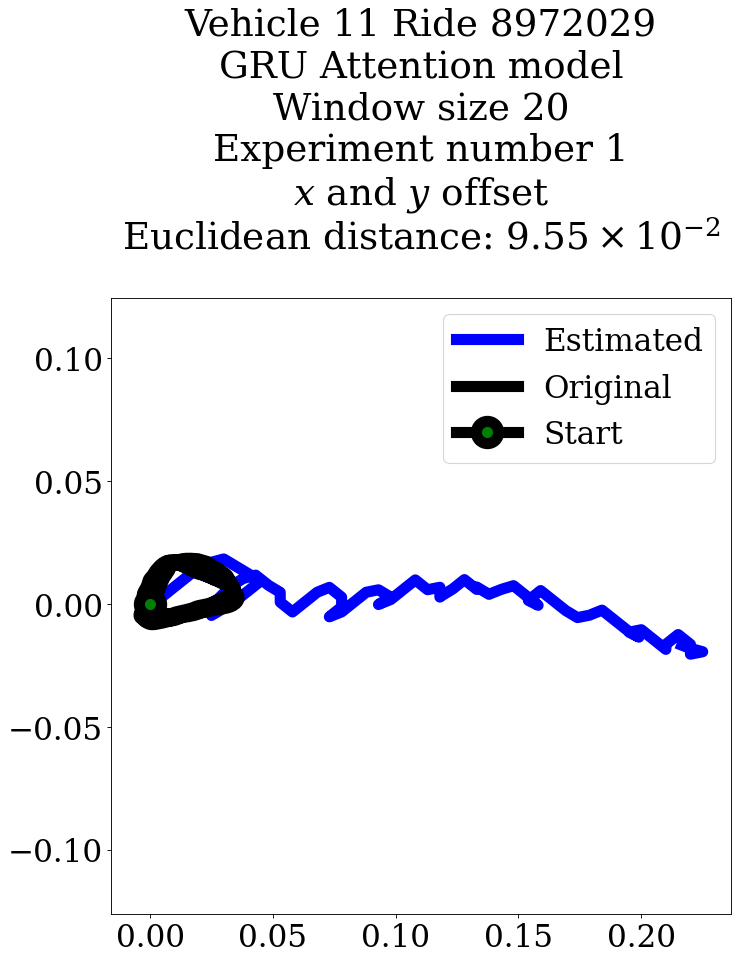 Vehicle 11 Ride 8972029
GRU Attention model
Window size 20
Experiment number 1
x and y offset
Euclidean distance: 9.55 × 10⁻²
Estimated
Original
Start
0.10
0.05
0.00
−0.05
−0.10
0.00 0.05 0.10 0.15 0.20